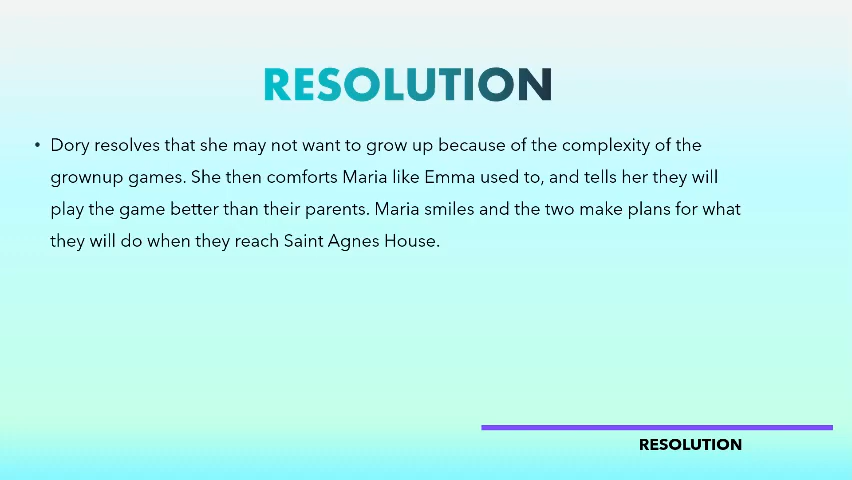 RESOLUTION
• Dory resolves that she may not want to grow up because of the complexity of the
grownup games. She then comforts Maria like Emma used to, and tells her they will
play the game better than their parents. Maria smiles and the two make plans for what
they will do when they reach Saint Agnes House.
RESOLUTION